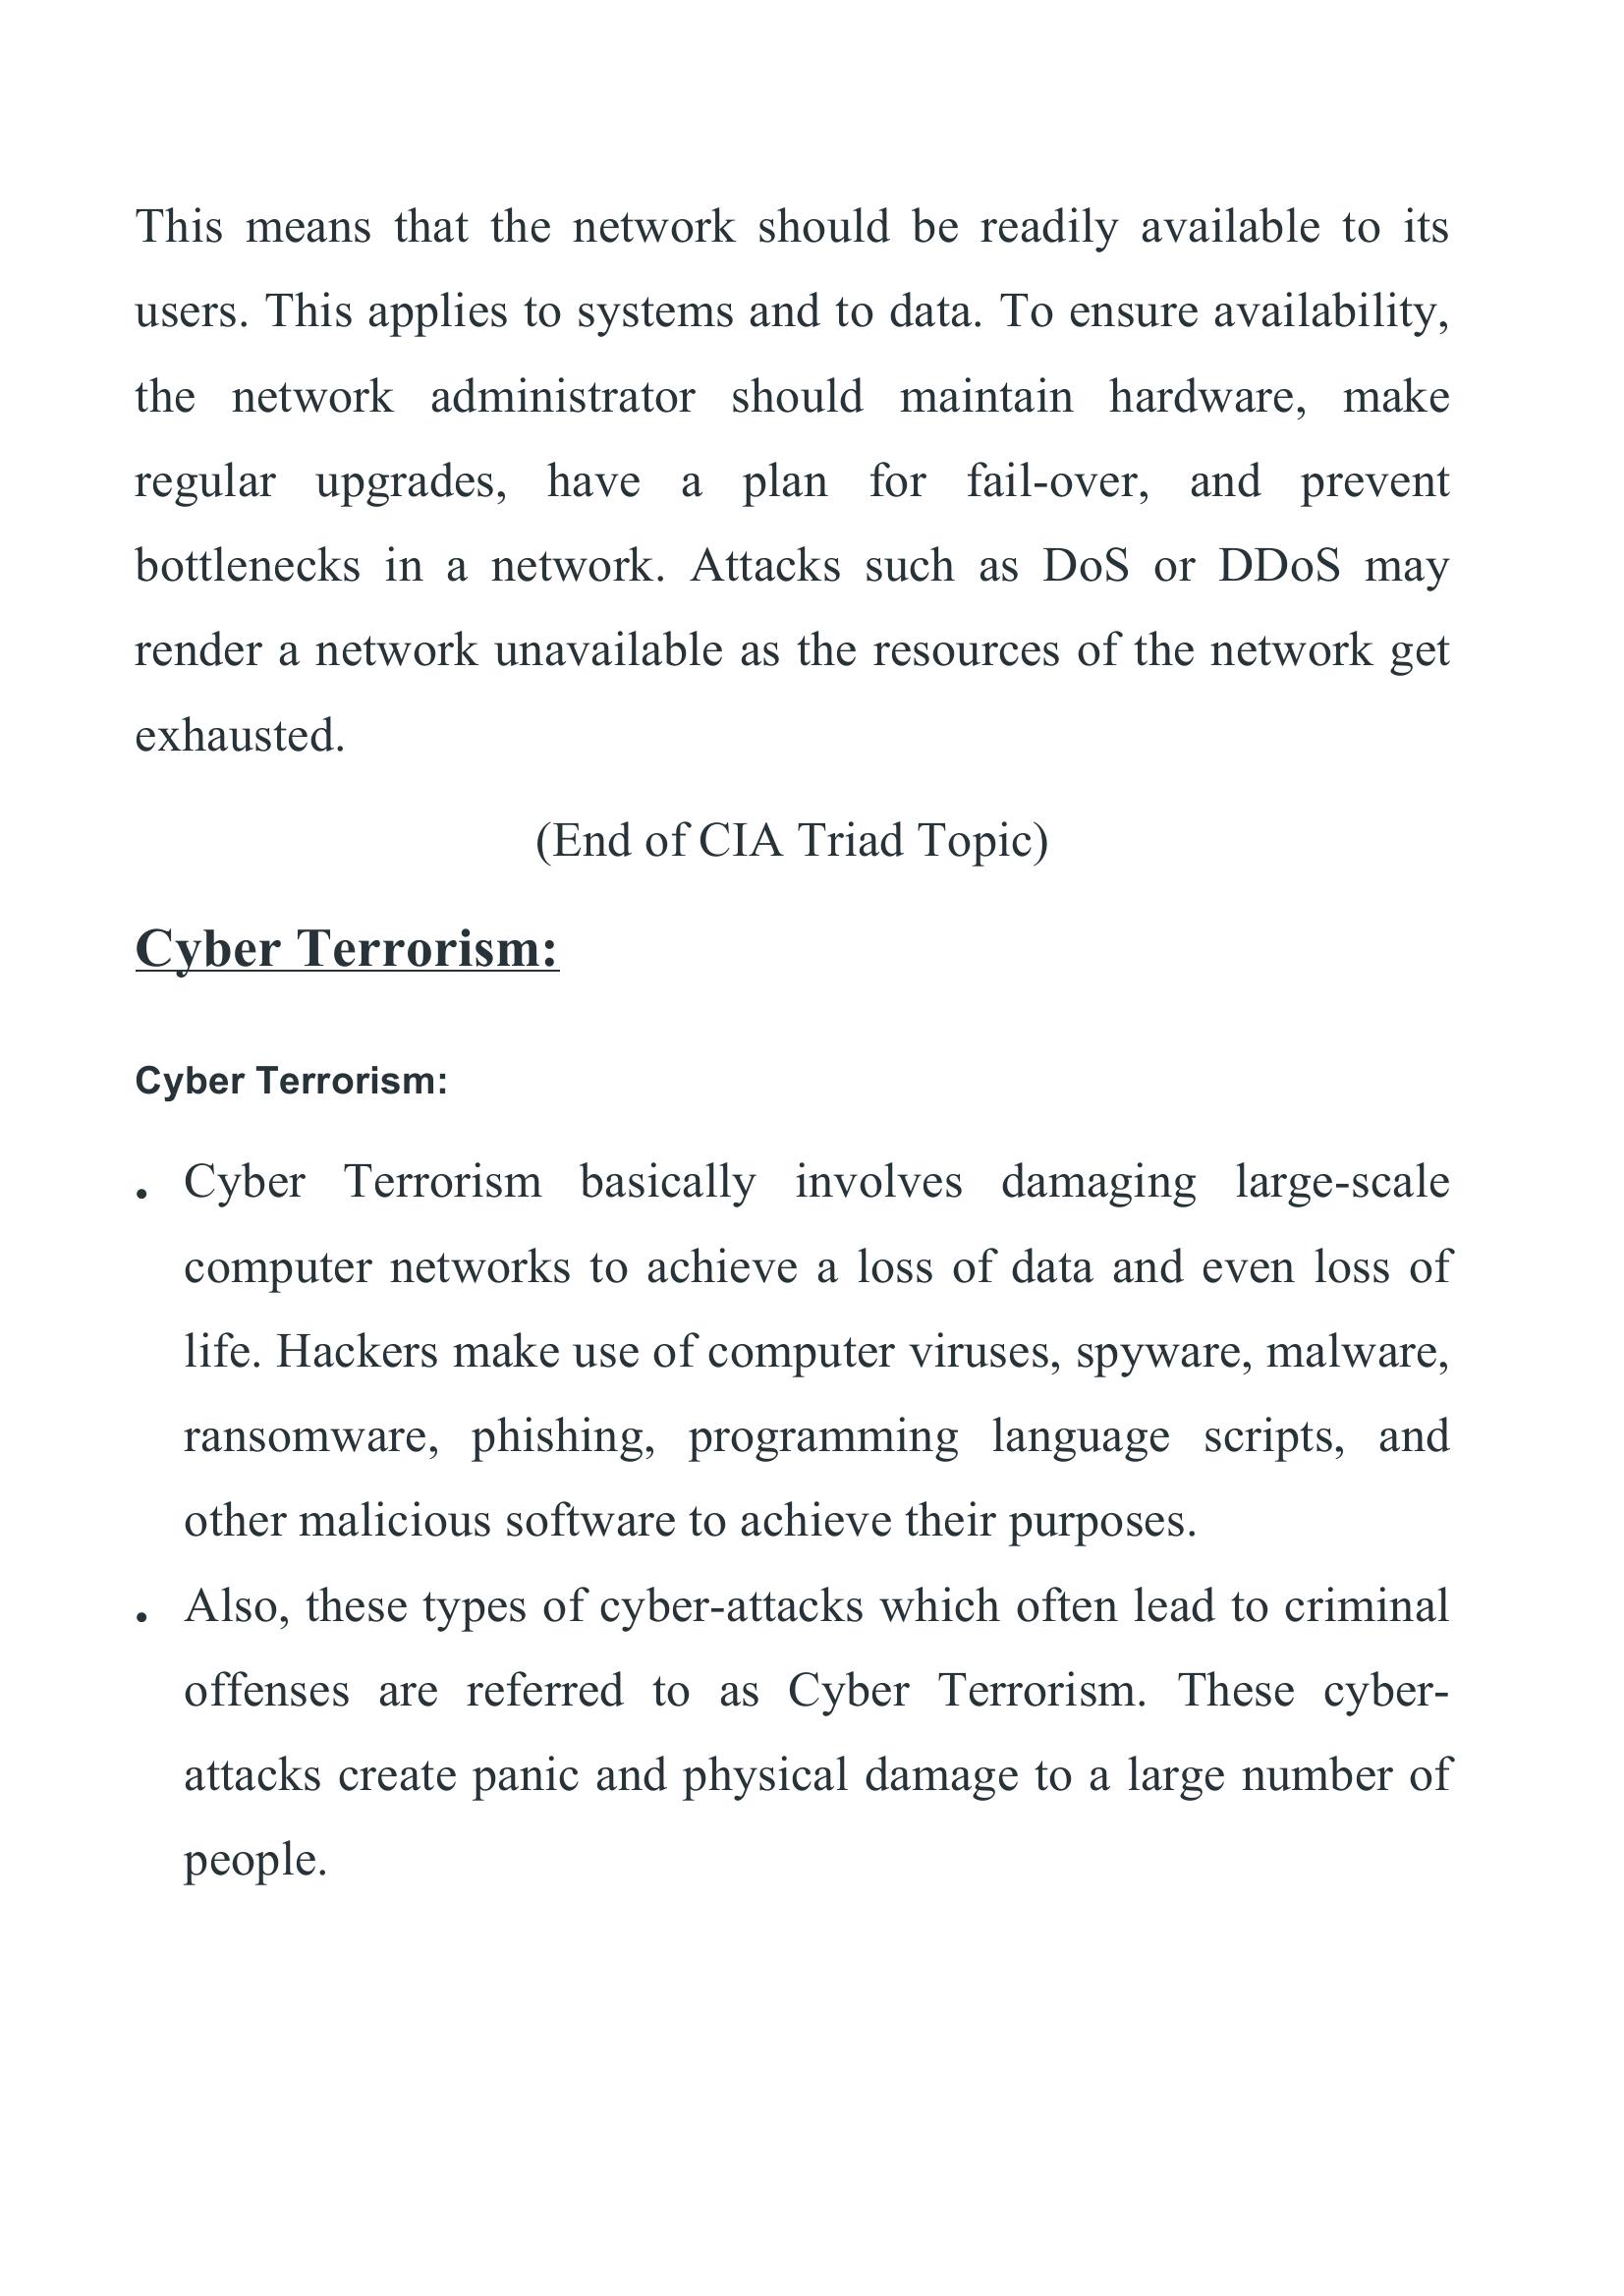 This means that the network should be readily available to its
users. This applies to systems and to data. To ensure availability,
the network administrator should maintain hardware, make
regular upgrades, have a plan for fail-over, and prevent
bottlenecks in a network. Attacks such as DoS or DDoS may
render a network unavailable as the resources of the network get
exhausted.
(End of CIA Triad Topic)
Cyber Terrorism:
Cyber Terrorism:
• Cyber Terrorism basically involves damaging large-scale
computer networks to achieve a loss of data and even loss of
life. Hackers make use of computer viruses, spyware, malware,
ransomware, phishing, programming language scripts, and
other malicious software to achieve their purposes.
• Also, these types of cyber-attacks which often lead to criminal
offenses are referred to as Cyber Terrorism. These cyber-
attacks create panic and physical damage to a large number of
people.